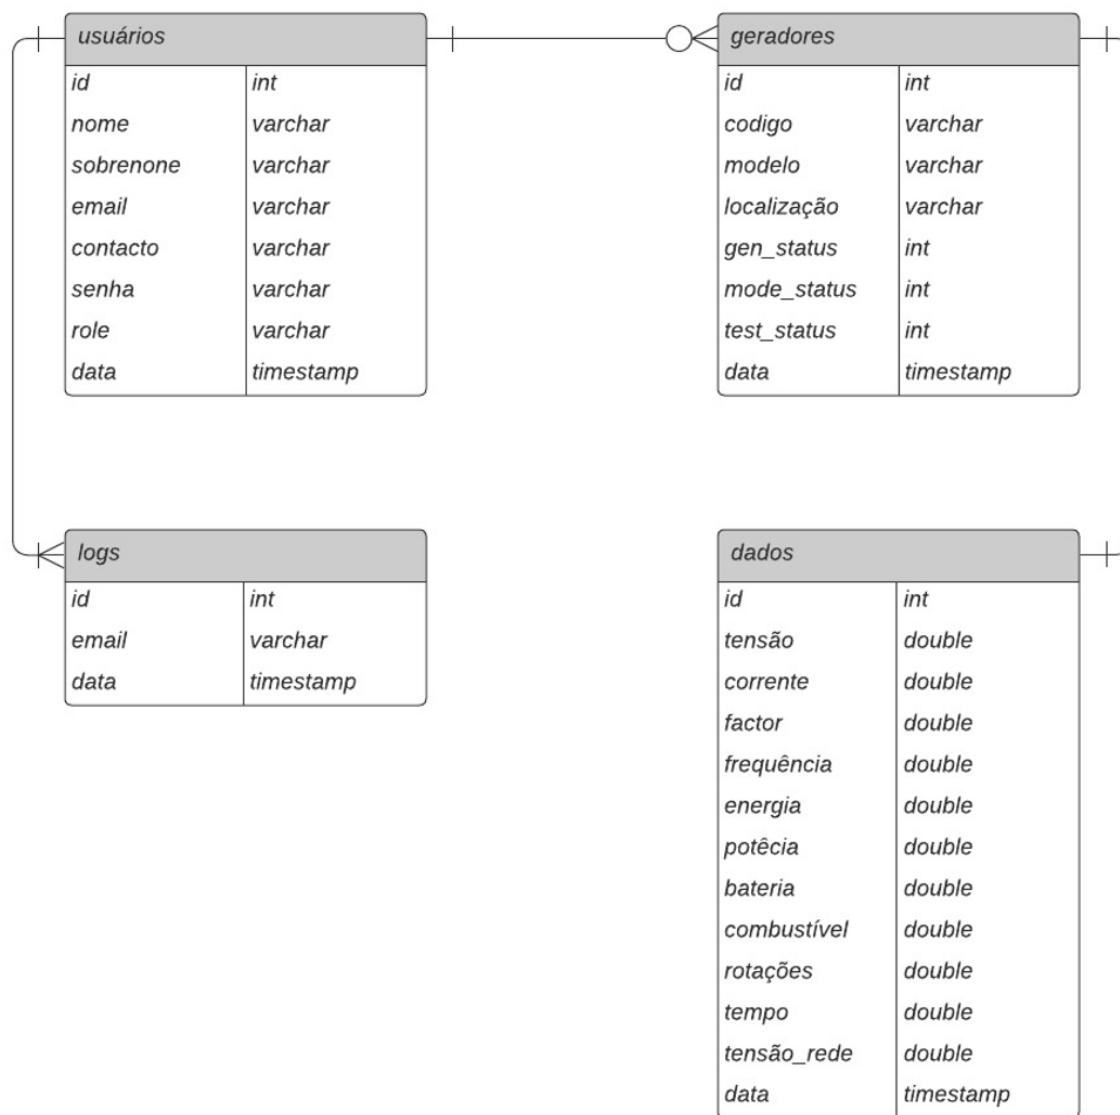 usuários
id int
nome varchar
sobrenone varchar
email varchar
contacto varchar
senha varchar
role varchar
data timestamp
geradores
id int
codigo varchar
modelo varchar
localização varchar
gen_status int
mode_status int
test_status int
data timestamp
logs
id int
email varchar
data timestamp
dados
id int
tensão double
corrente double
factor double
frequência double
energia double
potêcia double
bateria double
combustível double
rotações double
tempo double
tensão_rede double
data timestamp